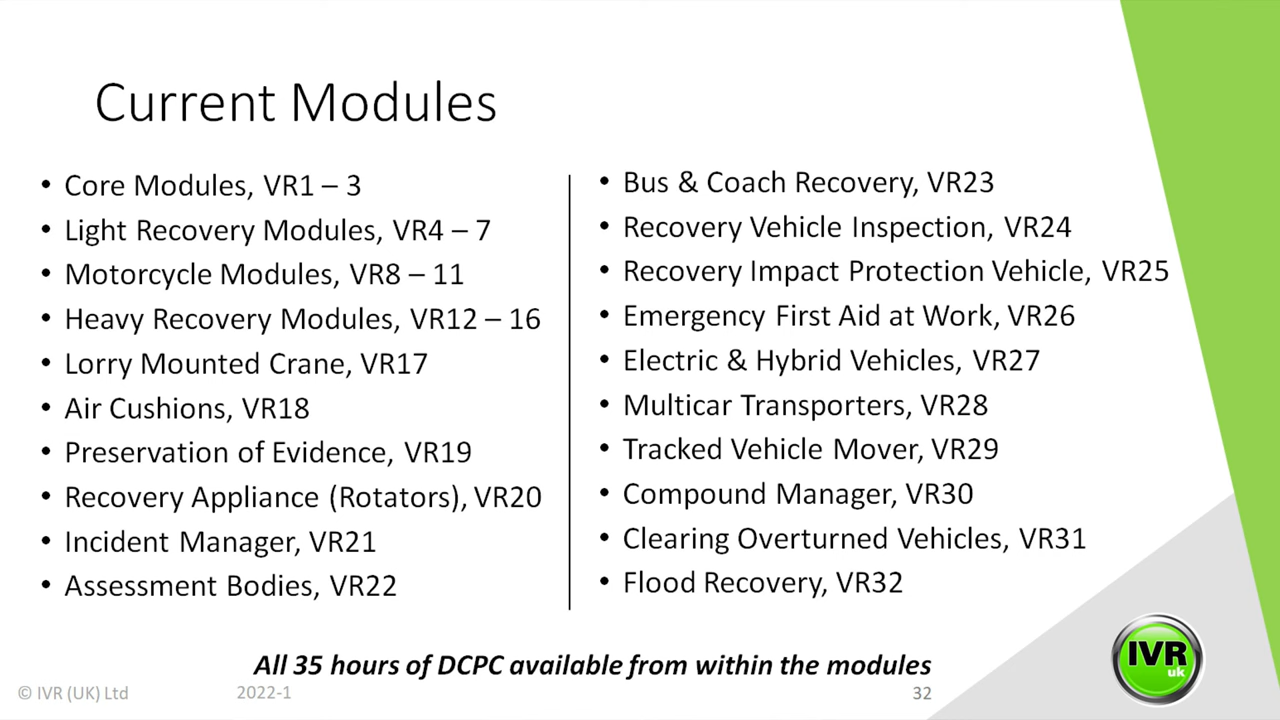 Current Modules
• Core Modules, VR1 – 3
• Light Recovery Modules, VR4 – 7
• Motorcycle Modules, VR8 – 11
• Heavy Recovery Modules, VR12 – 16
• Lorry Mounted Crane, VR17
• Air Cushions, VR18
• Preservation of Evidence, VR19
• Recovery Appliance (Rotators), VR20
• Incident Manager, VR21
• Assessment Bodies, VR22
• Bus & Coach Recovery, VR23
• Recovery Vehicle Inspection, VR24
• Recovery Impact Protection Vehicle, VR25
• Emergency First Aid at Work, VR26
• Electric & Hybrid Vehicles, VR27
• Multicar Transporters, VR28
• Tracked Vehicle Mover, VR29
• Compound Manager, VR30
• Clearing Overturned Vehicles, VR31
• Flood Recovery, VR32
All 35 hours of DCPC available from within the modules
© IVR (UK) Ltd
2022-1
32
IVR
uk